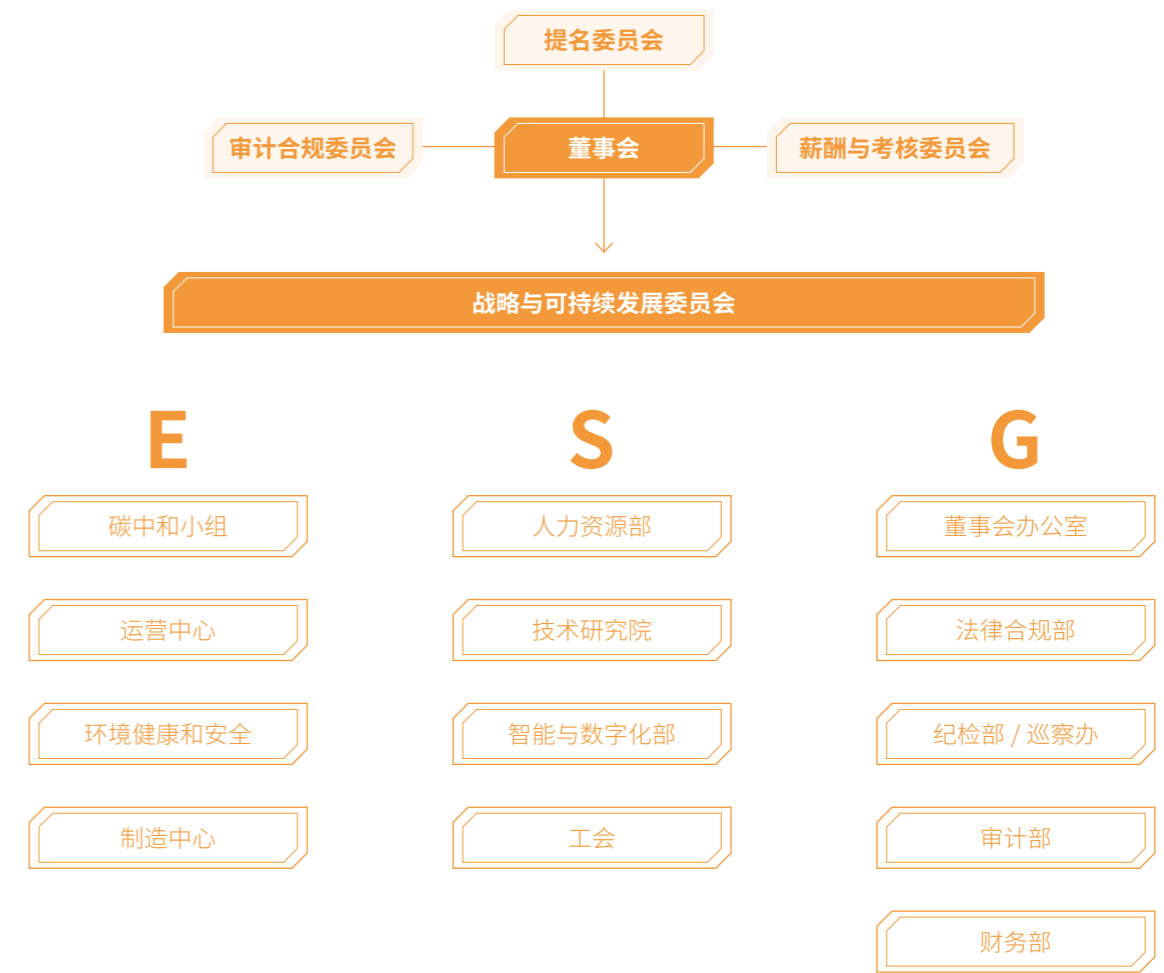 提名委员会
审计合规委员会
董事会
薪酬与考核委员会
战略与可持续发展委员会
E
S
G
碳中和小组
人力资源部
董事会办公室
运营中心
技术研究院
法律合规部
环境健康和安全
智能与数字化部
纪检部 / 巡察办
制造中心
工会
审计部
财务部